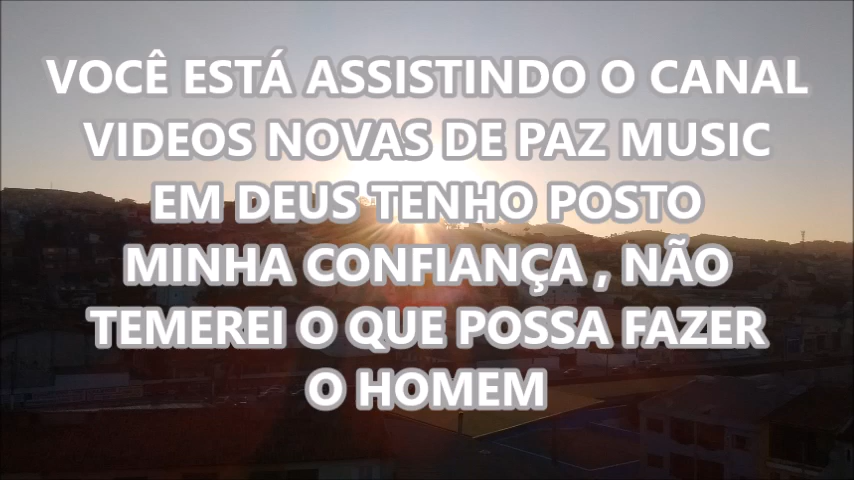 VOCÊ ESTÁ ASSISTINDO O CANAL
VIDEOS NOVAS DE PAZ MUSIC
EM DEUS TENHO POSTO
MINHA CONFIANÇA , NÃO
TEMEREI O QUE POSSA FAZER
O HOMEM